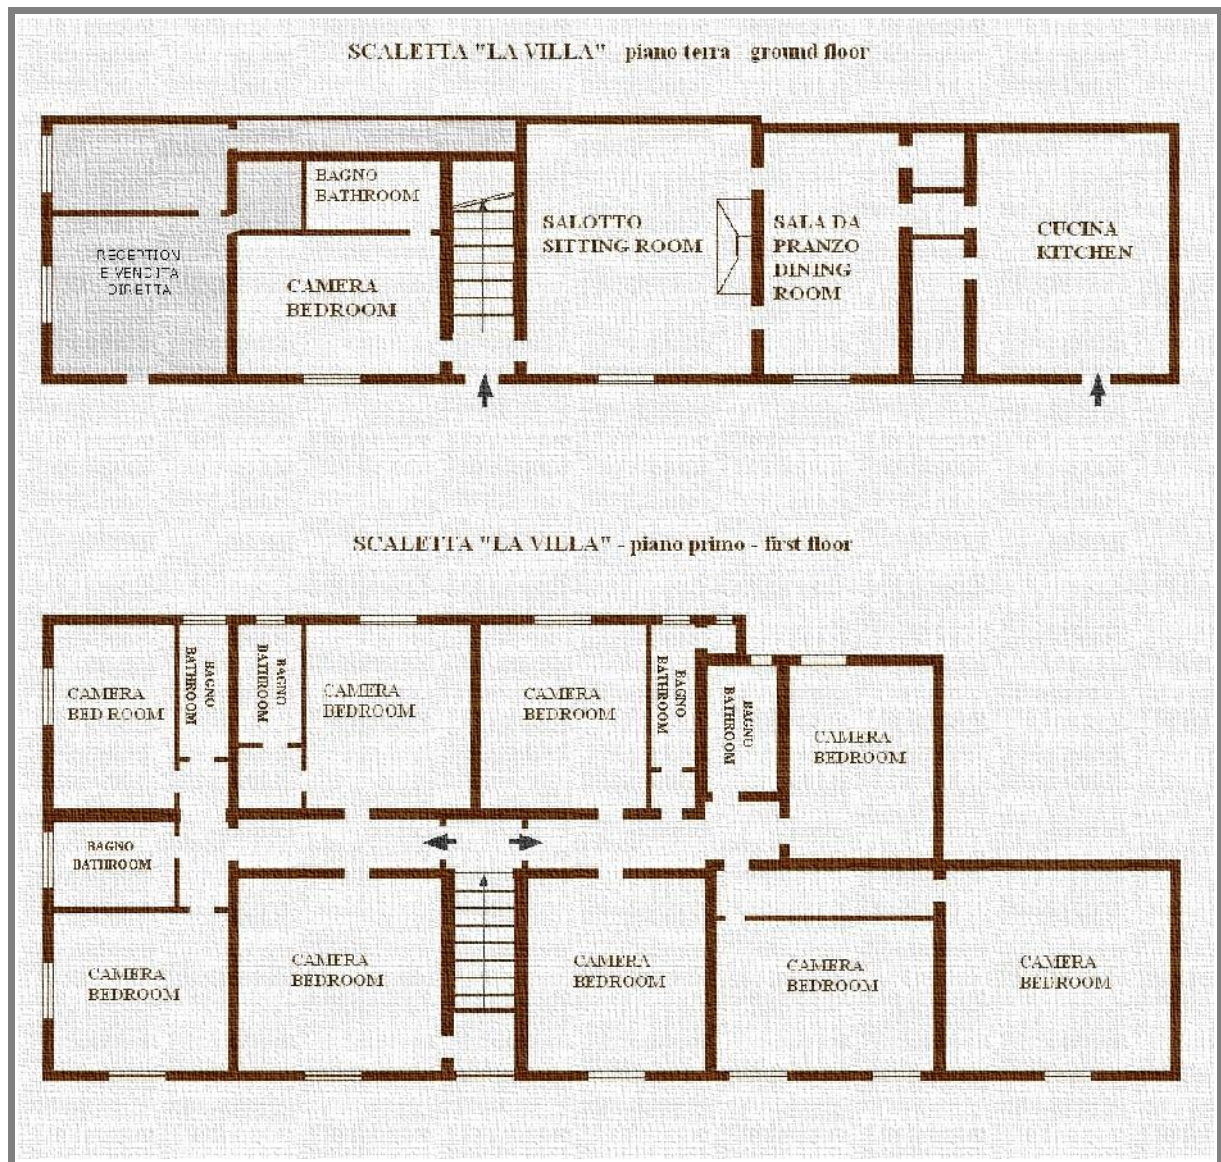 SCALETTA "LA VILLA" piano terra ground floor
BAGNO
BATHROOM
RECEPTION
E VENDITA
DIRETTA
CAMERA
BEDROOM
SALOTTO
SITTING ROOM
SALA DA
PRANZO
DINING
ROOM
CUCINA
KITCHEN
SCALETTA "LA VILLA" - piano primo - first floor
CAMERA
BED ROOM
BAGNO
BATHROOM
BAGNO
BATHROOM
CAMERA
BEDROOM
CAMERA
BEDROOM
BAGNO
BATHROOM
BAGNO
BATHROOM
CAMERA
BEDROOM
BAGNO
BATHROOM
CAMERA
BEDROOM
CAMERA
BEDROOM
CAMERA
BEDROOM
CAMERA
BEDROOM
CAMERA
BEDROOM